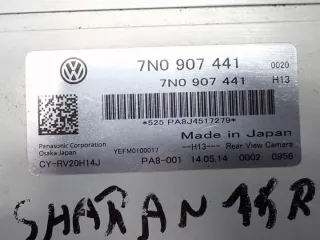 7N0 907 441 0020
7N0 907 441 H13
*525 PA8J4517279*
Made in Japan
Panasonic Corporation
Osaka Japan
YEFM0100017
—H13— Rear View Camera
CY-RV20H14J
PA8-001 14.05.14 0002 0956
SHARAN